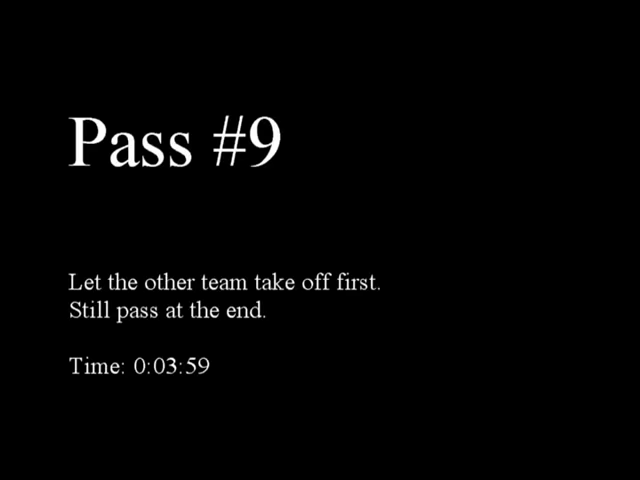 Pass #9
Let the other team take off first.
Still pass at the end.
Time: 0:03:59